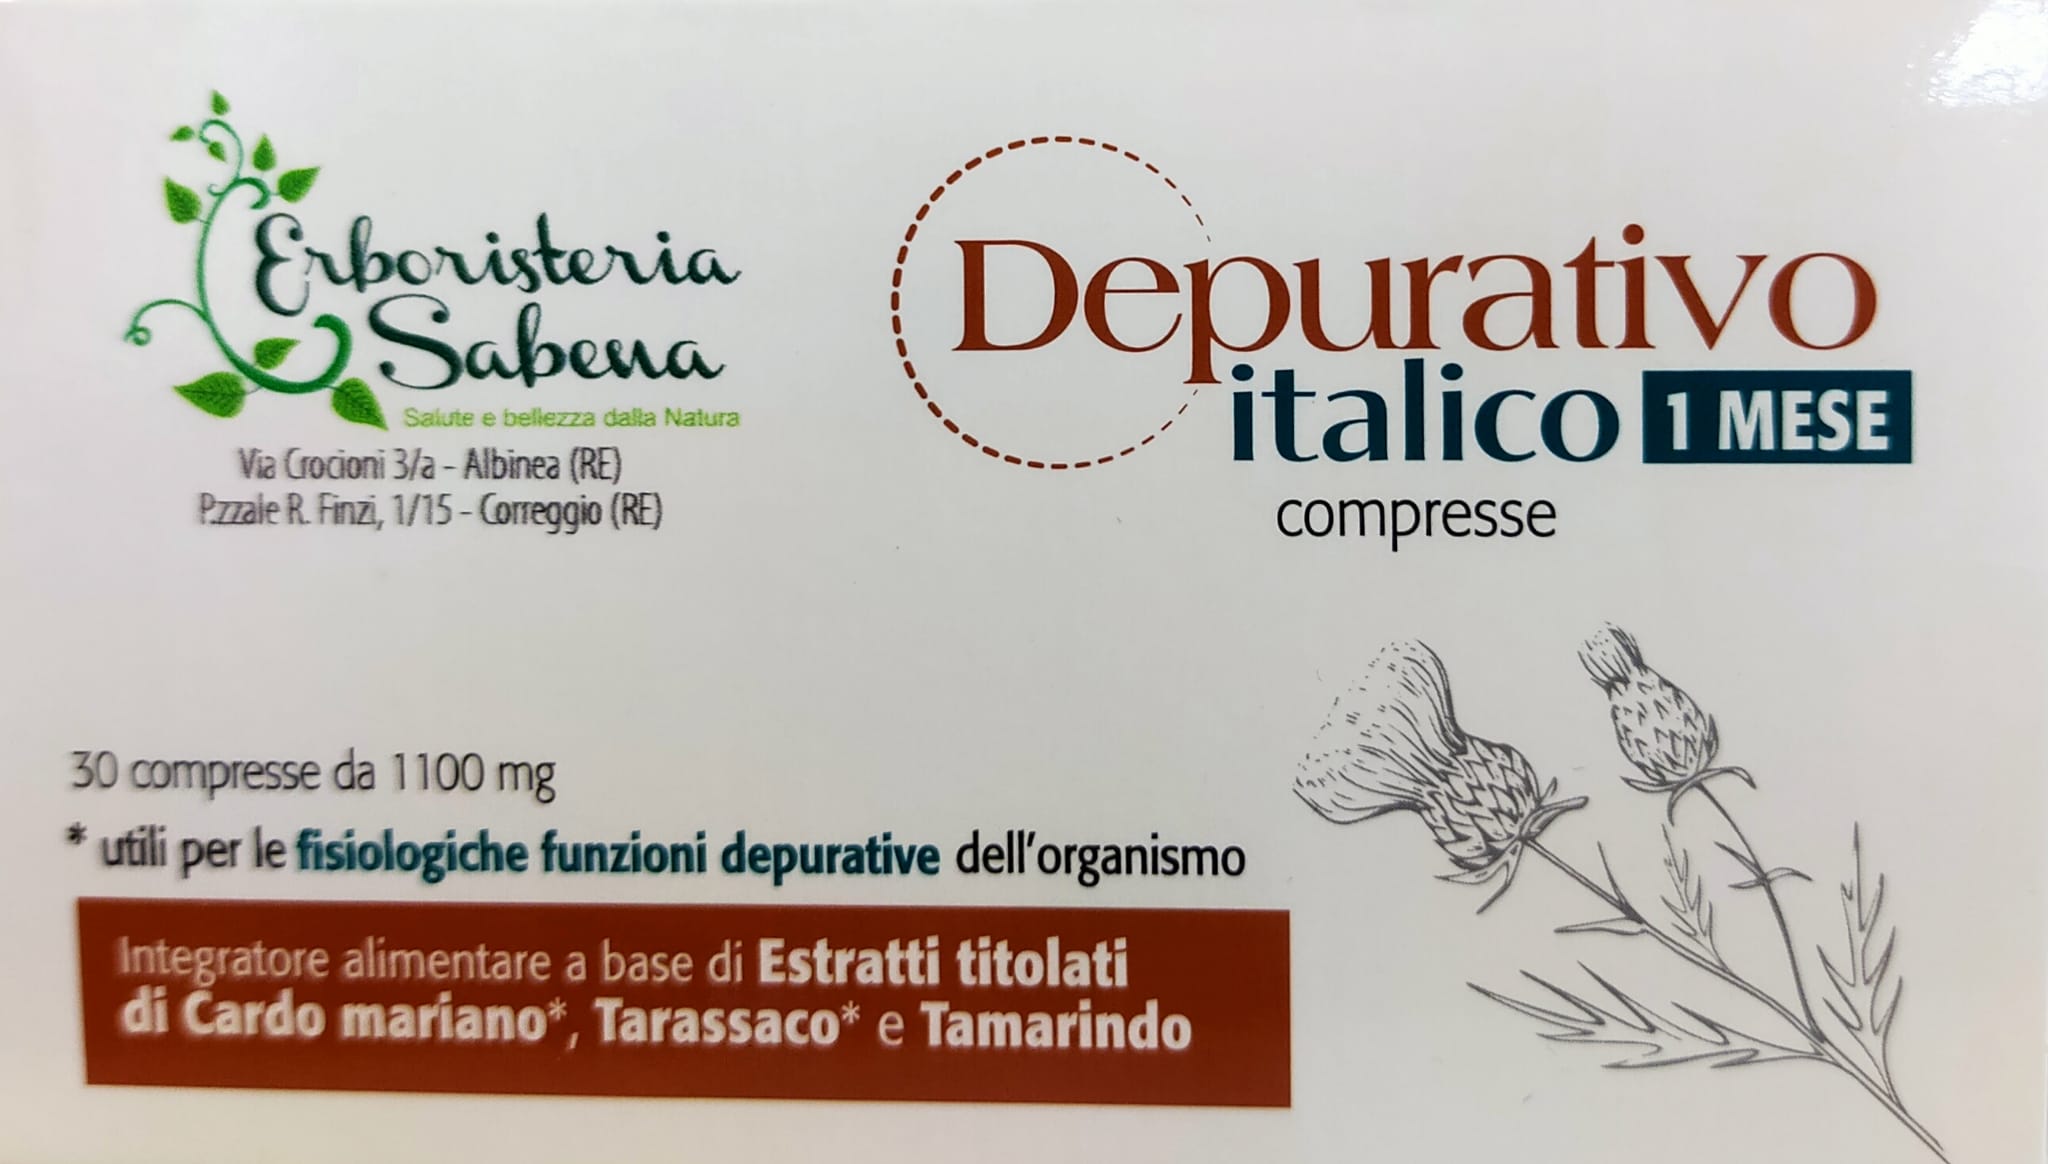 Erboristeria
Sabena
Salute e bellezza dalla Natura
Via Crocioni 3/a - Albinea (RE)
P.zzale R. Finzi, 1/15 - Correggio (RE)
Depurativo
italico 1 MESE
compresse
30 compresse da 1100 mg
* utili per le fisiologiche funzioni depurative dell'organismo
Integratore alimentare a base di Estratti titolati
di Cardo mariano*, Tarassaco* e Tamarindo